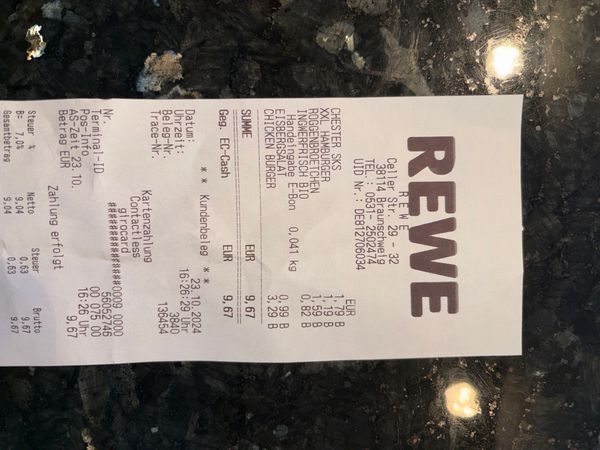 REWE
R E W E
Celler Str. 29 - 32
38114 Braunschweig
TEL.: 0531-2502474
UID Nr.: DE812706034
EUR
CHESTER SKS 1,79 B
XXL HAMBURGER 1,19 B
ROGGENBROETCHEN 1,59 B
INGWERFRISCH BIO 0,82 B
Handeingabe E-Bon 0,041 kg
EISBERGSALAT 0,99 B
CHICKEN BURGER 3,29 B
SUMME EUR 9,67
Geg. EC-Cash EUR 9,67
* * Kundenbeleg * *
Datum: 23.10.2024
Uhrzeit: 16:26:29 Uhr
Beleg-Nr. 3840
Trace-Nr. 136454
Kartenzahlung
Contactless
girocard
Nr. ###############0009 0000
Terminal-ID 56052746
Pos-Info 00 075 00
AS-Zeit 23.10. 16:26 Uhr
Betrag EUR 9,67
Zahlung erfolgt
Steuer % Netto Steuer Brutto
B= 7,0% 9,04 0,63 9,67
Gesamtbetrag 9,04 0,63 9,67